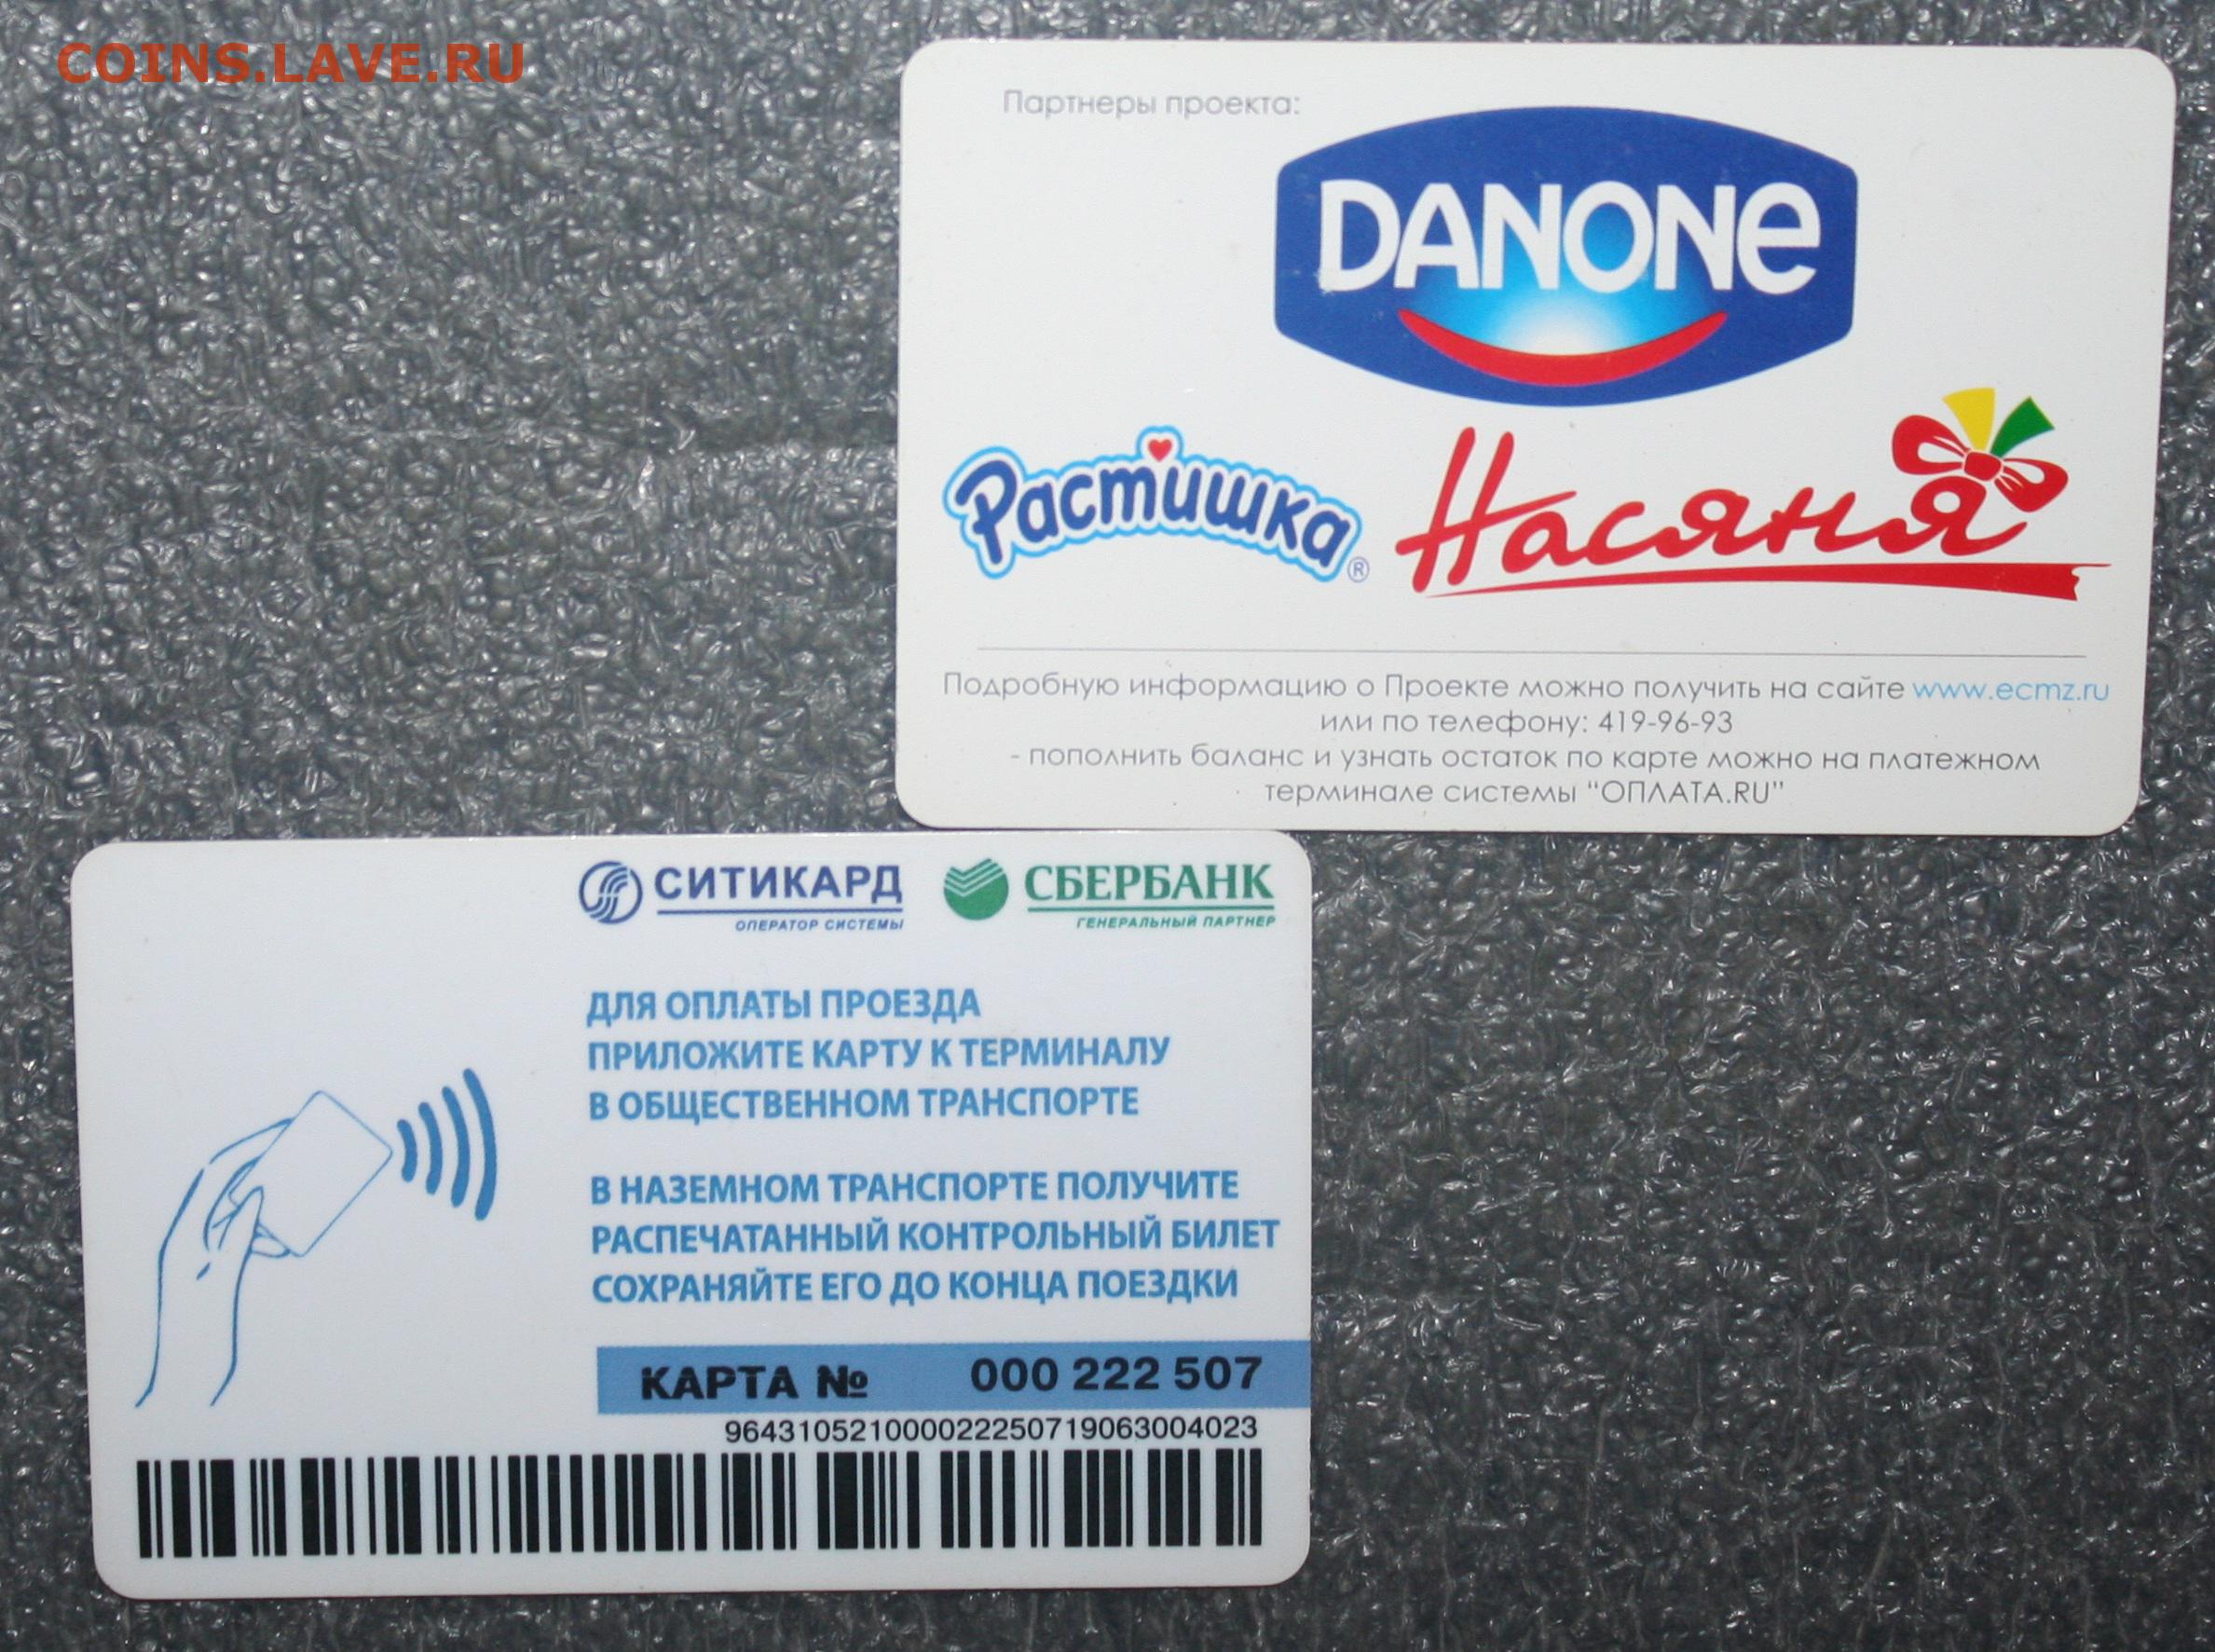 COINS.LAVE.RU
Партнеры проекта:
DANONE
Растишка ®
Насяня
Подробную информацию о Проекте можно получить на сайте www.ecmz.ru
или по телефону: 419-96-93
- пополнить баланс и узнать остаток по карте можно на платежном
терминале системы “ОПЛАТА.RU”
СИТИКАРД
ОПЕРАТОР СИСТЕМЫ
СБЕРБАНК
ГЕНЕРАЛЬНЫЙ ПАРТНЕР
ДЛЯ ОПЛАТЫ ПРОЕЗДА
ПРИЛОЖИТЕ КАРТУ К ТЕРМИНАЛУ
В ОБЩЕСТВЕННОМ ТРАНСПОРТЕ
В НАЗЕМНОМ ТРАНСПОРТЕ ПОЛУЧИТЕ
РАСПЕЧАТАННЫЙ КОНТРОЛЬНЫЙ БИЛЕТ
СОХРАНЯЙТЕ ЕГО ДО КОНЦА ПОЕЗДКИ
КАРТА № 000 222 507
964310521000022250719063004023